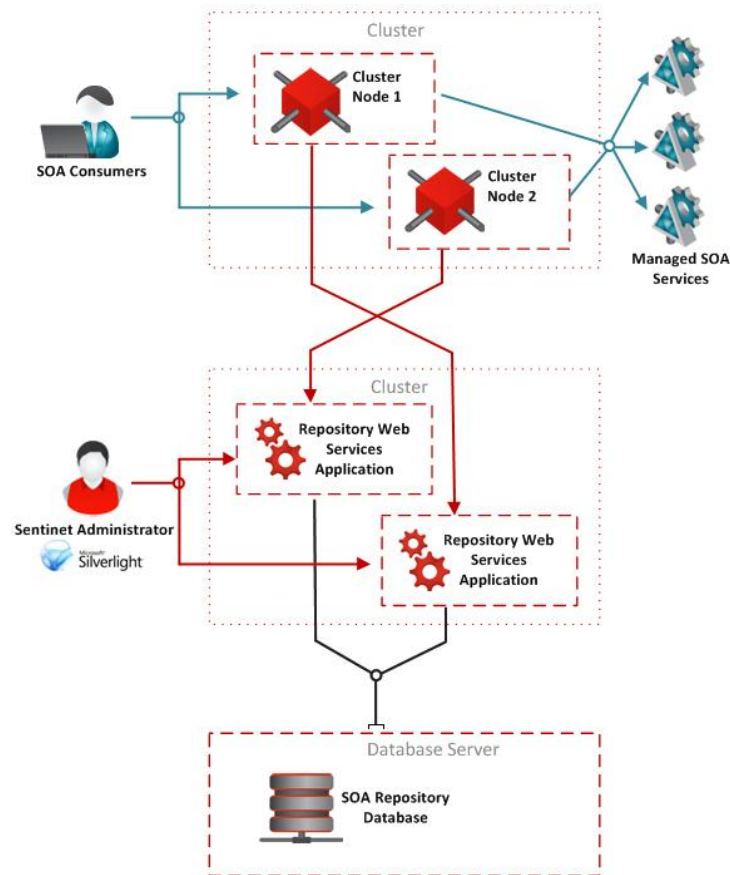 Cluster
Cluster
Node 1
SOA Consumers
Cluster
Node 2
Managed SOA
Services
Cluster
Repository Web
Services
Application
Sentinet Administrator
Microsoft®
Silverlight
Repository Web
Services
Application
Database Server
SOA Repository
Database